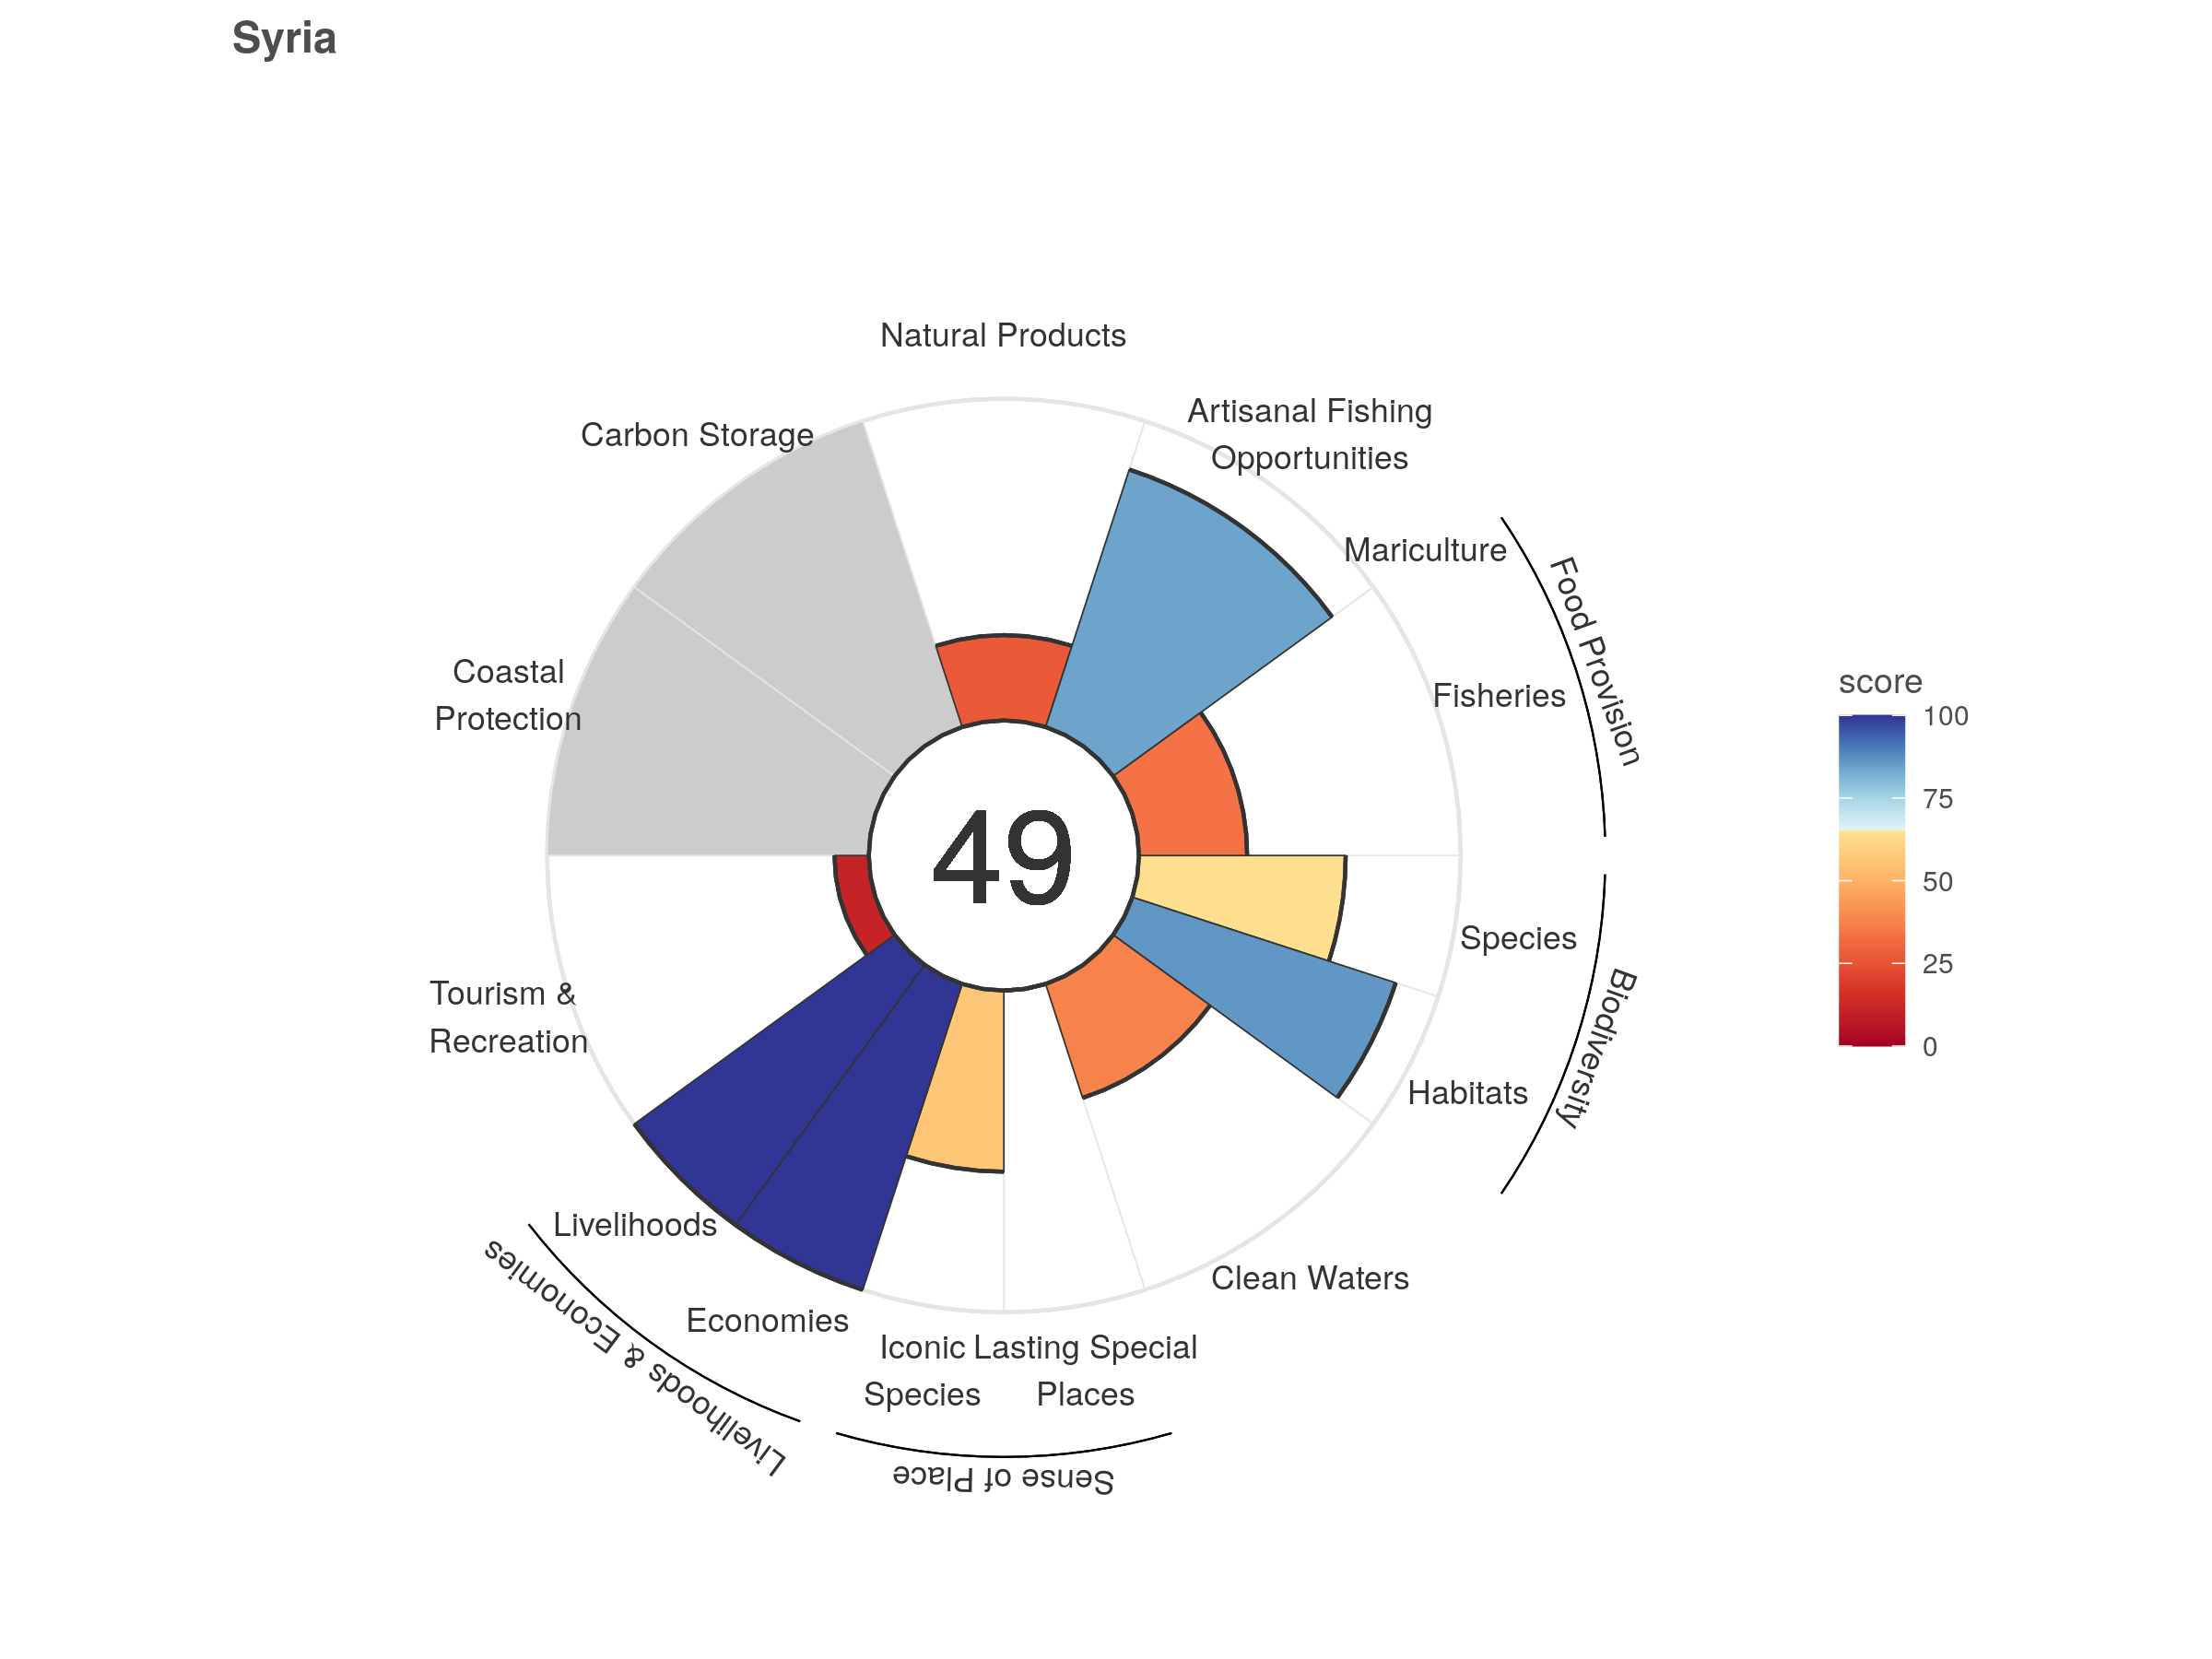 Syria
Natural Products
Artisanal Fishing
Opportunities
Carbon Storage
Mariculture
Food Provision
Fisheries
Coastal
Protection
score
100
75
50
25
0
49
Species
Biodiversity
Habitats
Tourism &
Recreation
Livelihoods
Clean Waters
Economies
Livelihoods & Economies
Iconic
Species
Lasting Special
Places
Sense of Place